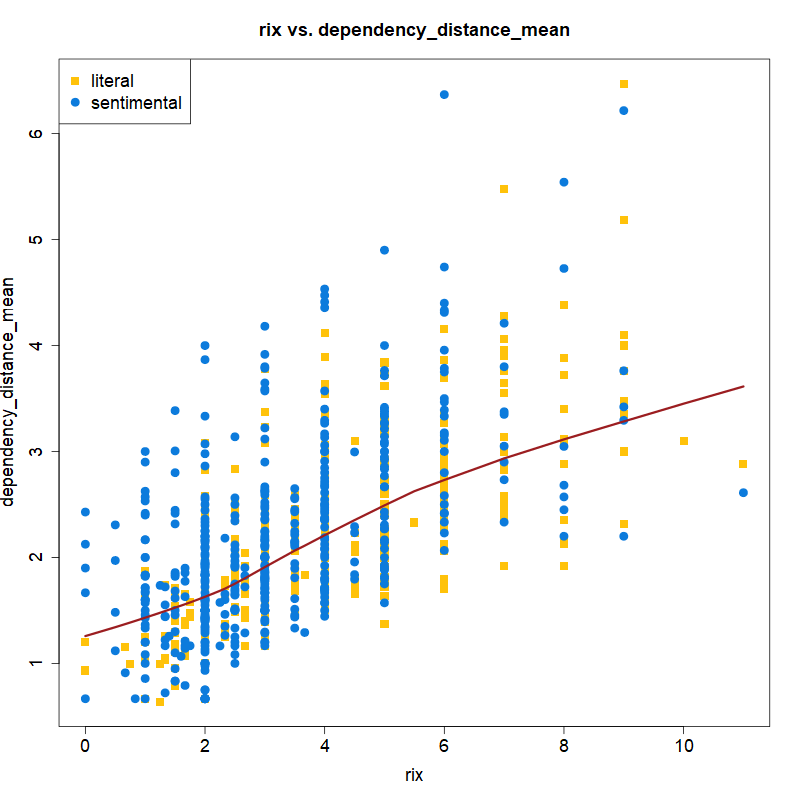 rix vs. dependency_distance_mean
literal
sentimental
dependency_distance_mean
6
5
4
3
2
1
0 2 4 6 8 10
rix